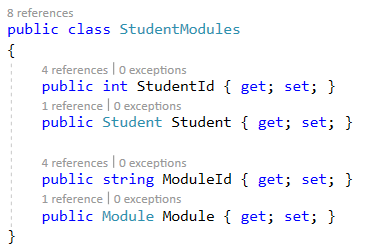 8 references
public class StudentModules
{
4 references | 0 exceptions
public int StudentId { get; set; }
1 reference | 0 exceptions
public Student Student { get; set; }
4 references | 0 exceptions
public string ModuleId { get; set; }
1 reference | 0 exceptions
public Module Module { get; set; }
}